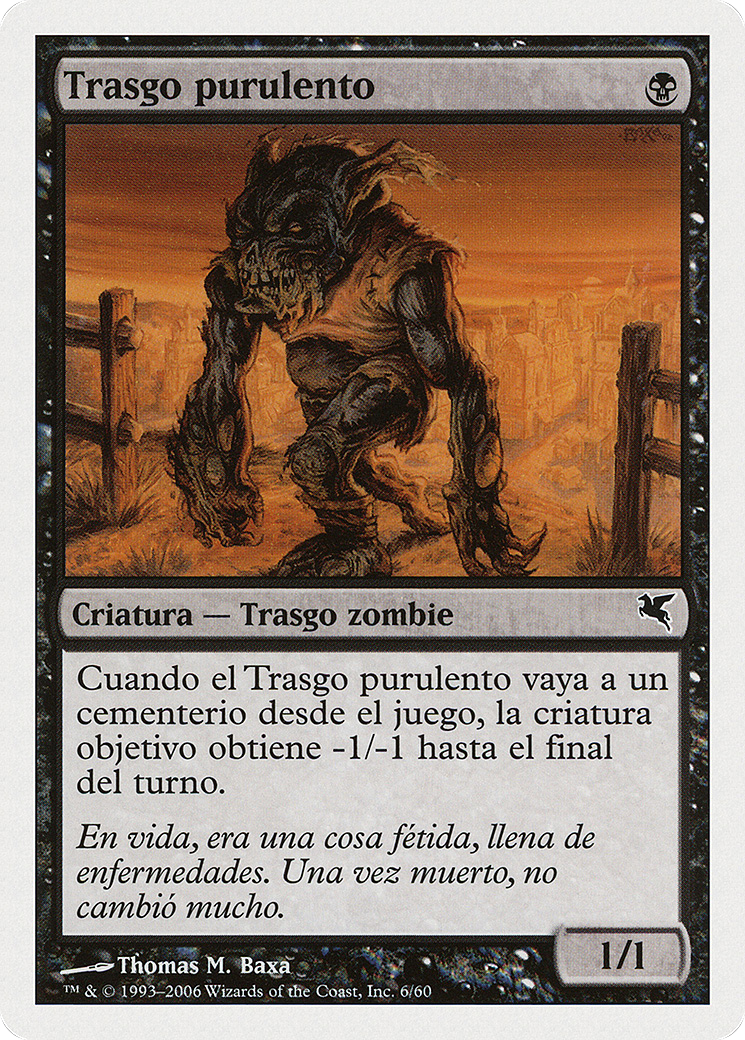 Trasgo purulento
Criatura — Trasgo zombie
Cuando el Trasgo purulento vaya a un
cementerio desde el juego, la criatura
objetivo obtiene -1/-1 hasta el final
del turno.
En vida, era una cosa fétida, llena de
enfermedades. Una vez muerto, no
cambió mucho.
1/1
Thomas M. Baxa
™ & © 1993–2006 Wizards of the Coast, Inc. 6/60